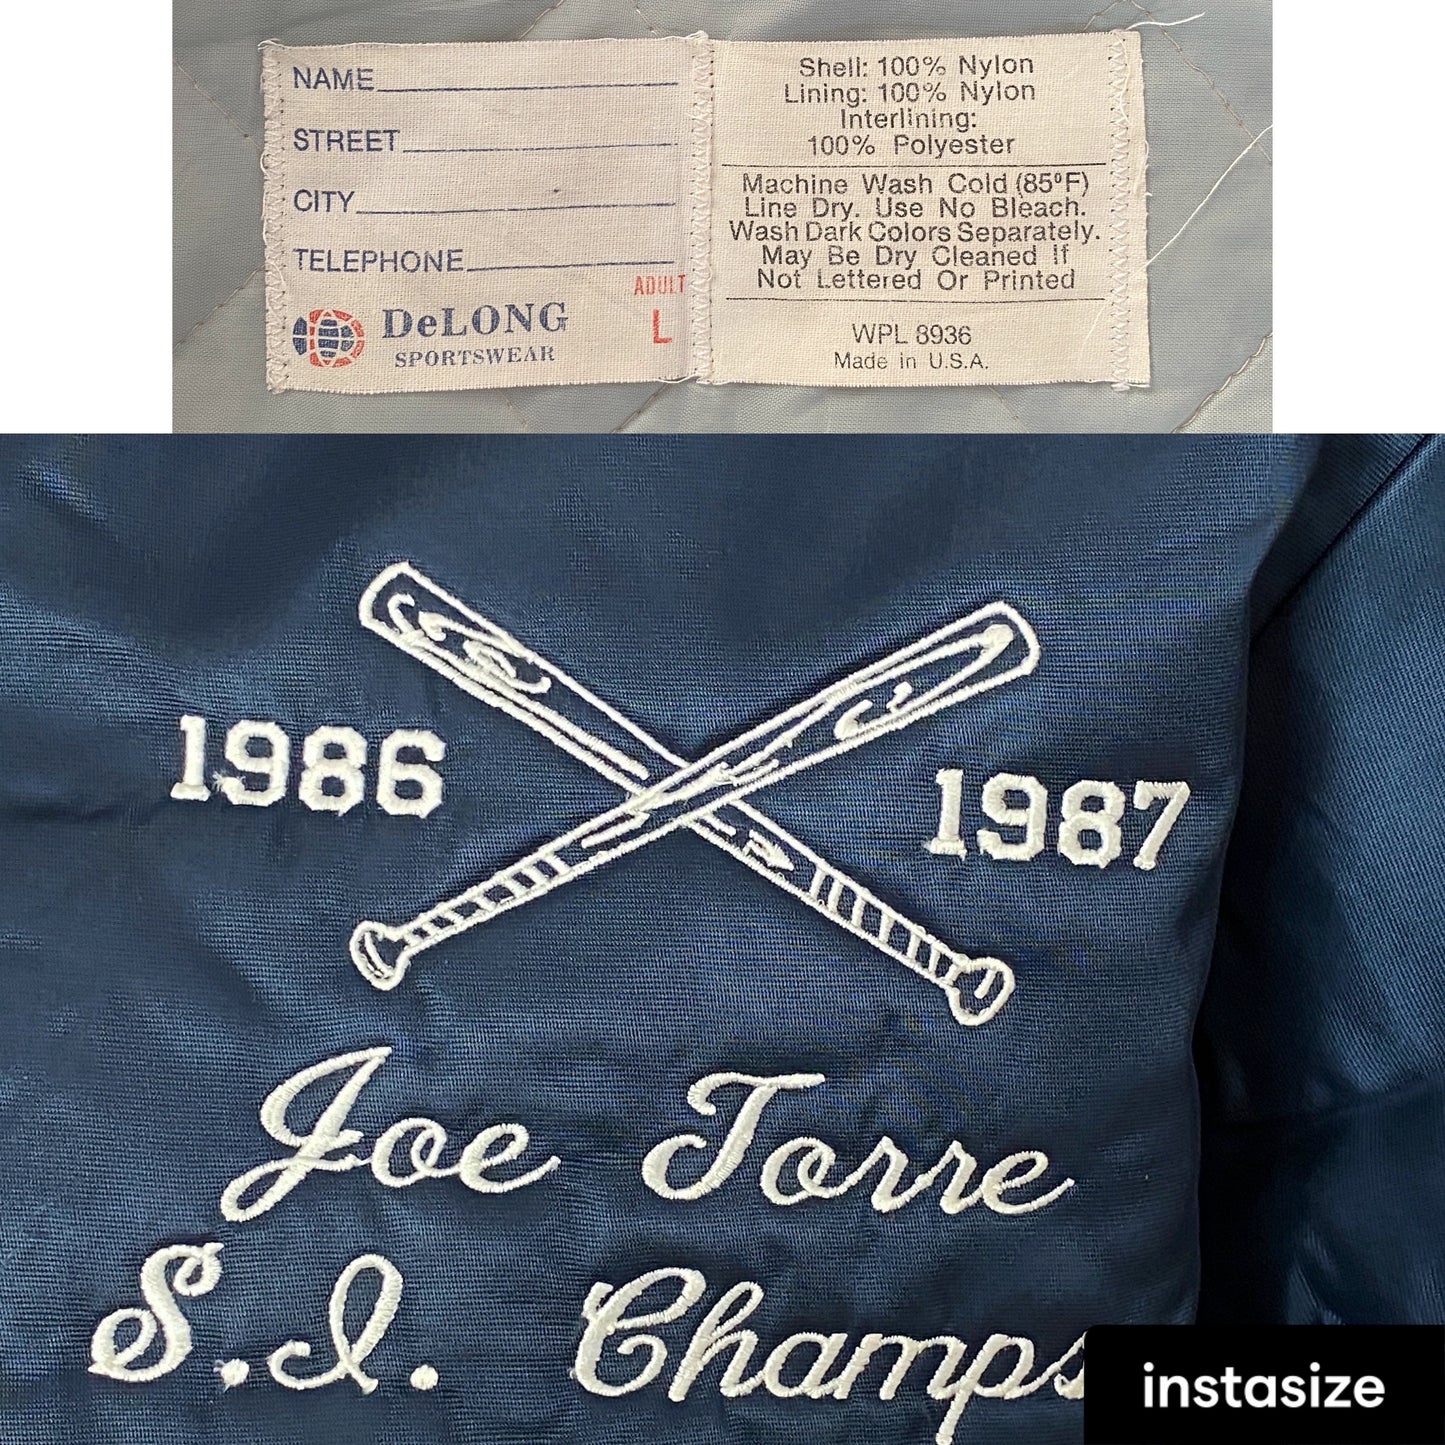 NAME
STREET
CITY
TELEPHONE
ADULT
DeLONG
L
SPORTSWEAR
Shell: 100% Nylon
Lining: 100% Nylon
Interlining:
100% Polyester
Machine Wash Cold (85°F)
Line Dry. Use No Bleach.
Wash Dark Colors Separately.
May Be Dry Cleaned If
Not Lettered Or Printed
WPL 8936
Made in U.S.A.
1986
1987
Joe Torre
S.I. Champs
instasize